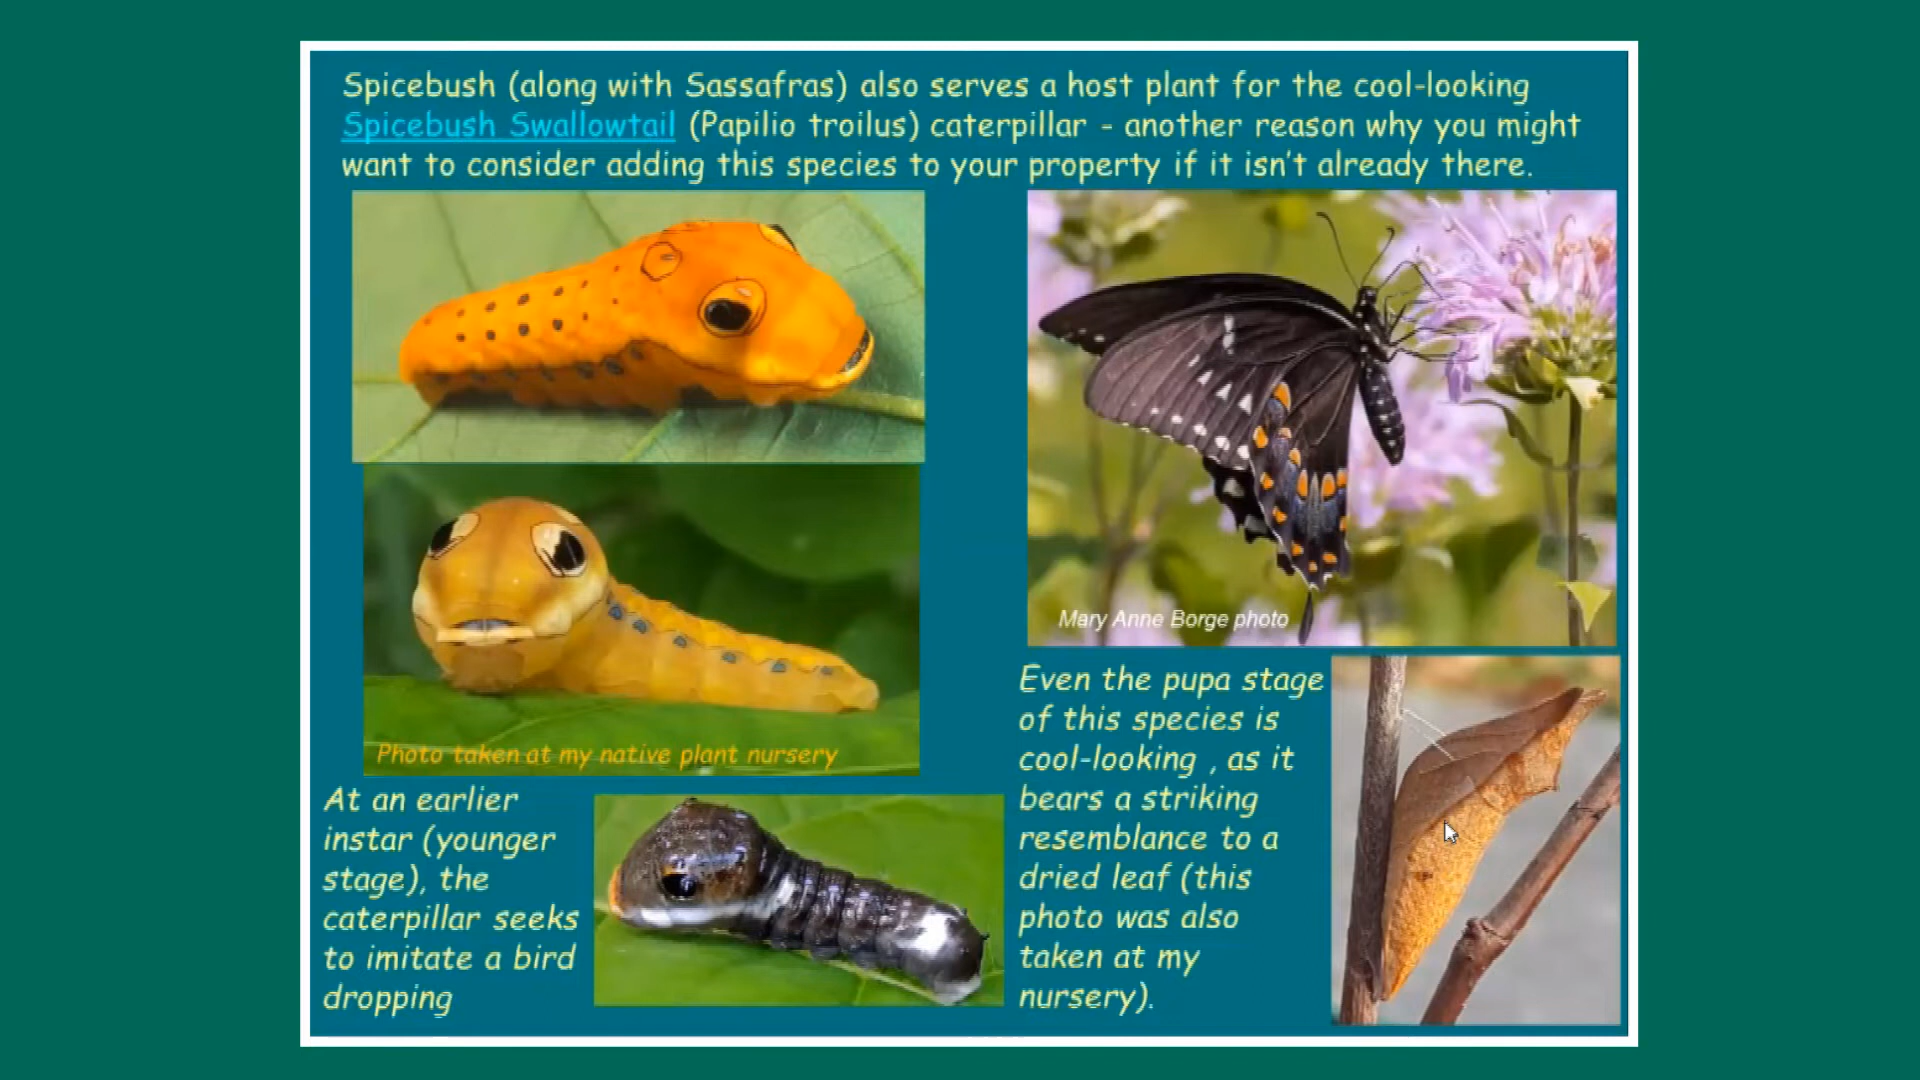 Spicebush (along with Sassafras) also serves a host plant for the cool-looking
Spicebush Swallowtail (Papilio troilus) caterpillar - another reason why you might
want to consider adding this species to your property if it isn't already there.
Photo taken at my native plant nursery
At an earlier
instar (younger
stage), the
caterpillar seeks
to imitate a bird
dropping
Mary Anne Borge photo
Even the pupa stage
of this species is
cool-looking , as it
bears a striking
resemblance to a
dried leaf (this
photo was also
taken at my
nursery).